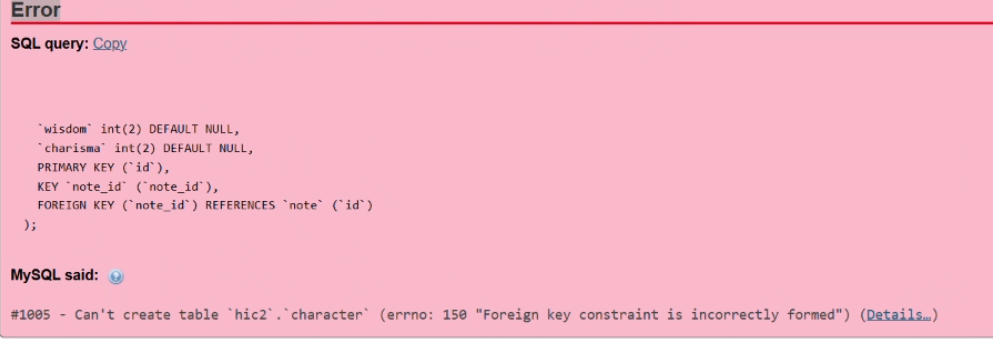 Error
SQL query: Copy
`wisdom` int(2) DEFAULT NULL,
`charisma` int(2) DEFAULT NULL,
PRIMARY KEY (`id`),
KEY `note_id` (`note_id`),
FOREIGN KEY (`note_id`) REFERENCES `note` (`id`)
);
MySQL said:
#1005 - Can't create table `hic2`.`character` (errno: 150 "Foreign key constraint is incorrectly formed") (Details…)